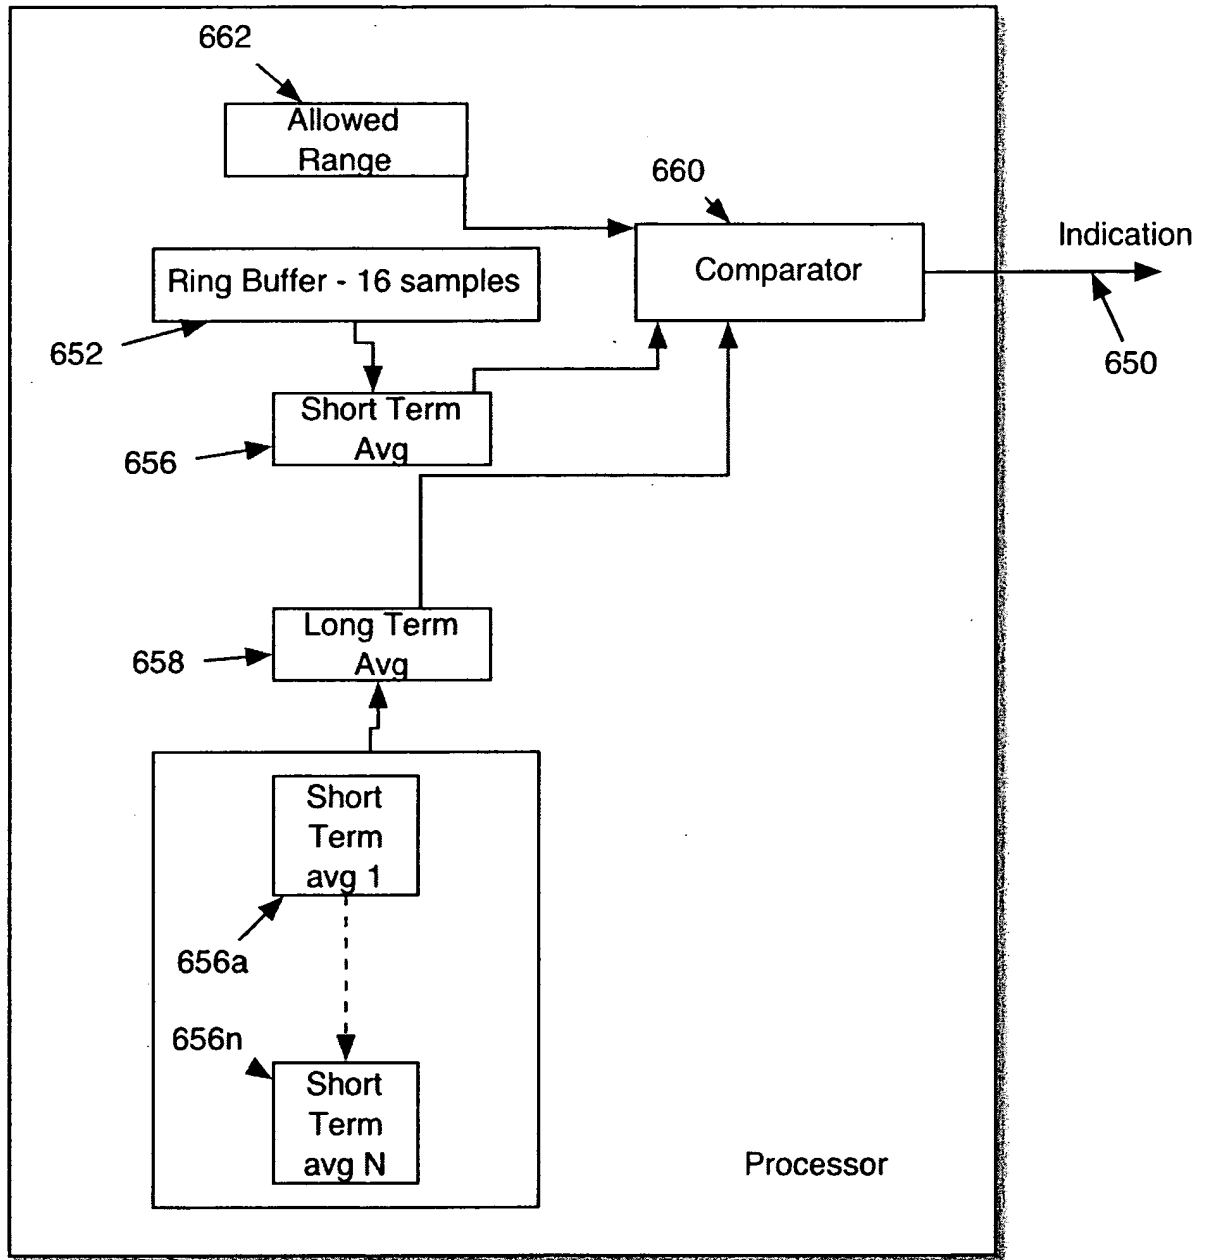 662
Allowed
Range
660
Comparator
Indication
650
Ring Buffer - 16 samples
652
Short Term
Avg
656
Long Term
Avg
658
Short
Term
avg 1
656a
656n
Short
Term
avg N
Processor